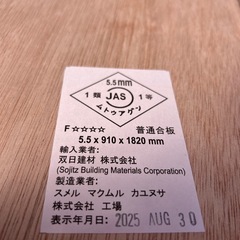 5.5mm
1類 JAS 1等
ムトゥアグン
F☆☆☆☆ 普通合板
5.5 x 910 x 1820 mm
輸入業者:
双日建材 株式会社
(Sojitz Building Materials Corporation)
製造業者:
スメル マクムル カユヌサ
株式会社 工場
表示年月日: 2025 AUG 30